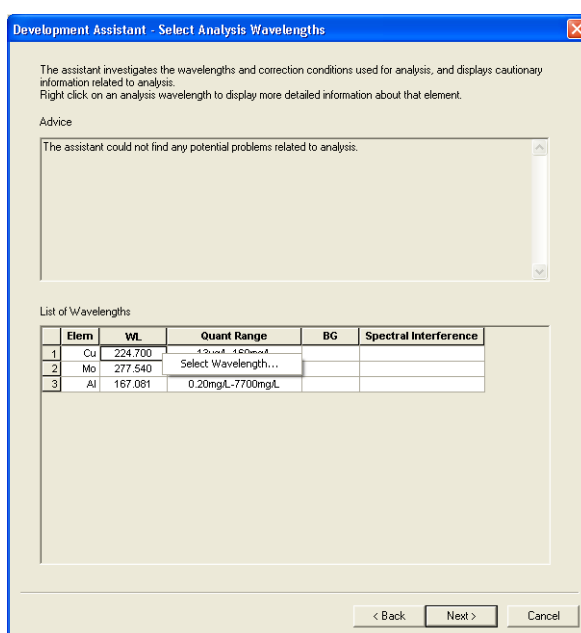 Development Assistant - Select Analysis Wavelengths
The assistant investigates the wavelengths and correction conditions used for analysis, and displays cautionary
information related to analysis.
Right click on an analysis wavelength to display more detailed information about that element.
Advice
The assistant could not find any potential problems related to analysis.
List of Wavelengths
Elem WL Quant Range BG Spectral Interference
1 Cu 224.700
Select Wavelength...
2 Mo 277.540
3 Al 167.081 0.20mg/L-7700mg/L
< Back Next > Cancel